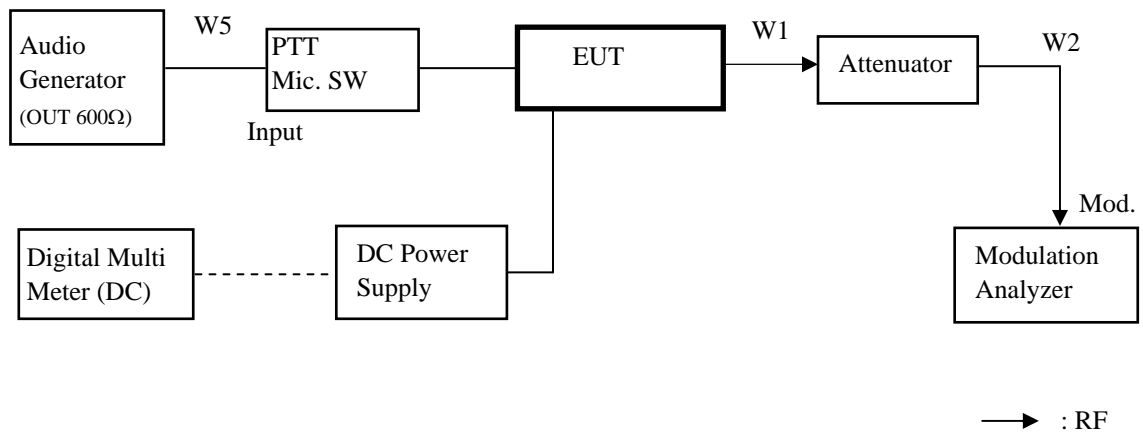 W5
Audio
Generator
(OUT 600Ω)
PTT
Mic. SW
Input
EUT
W1
Attenuator
W2
Mod.
Digital Multi
Meter (DC)
DC Power
Supply
Modulation
Analyzer
: RF